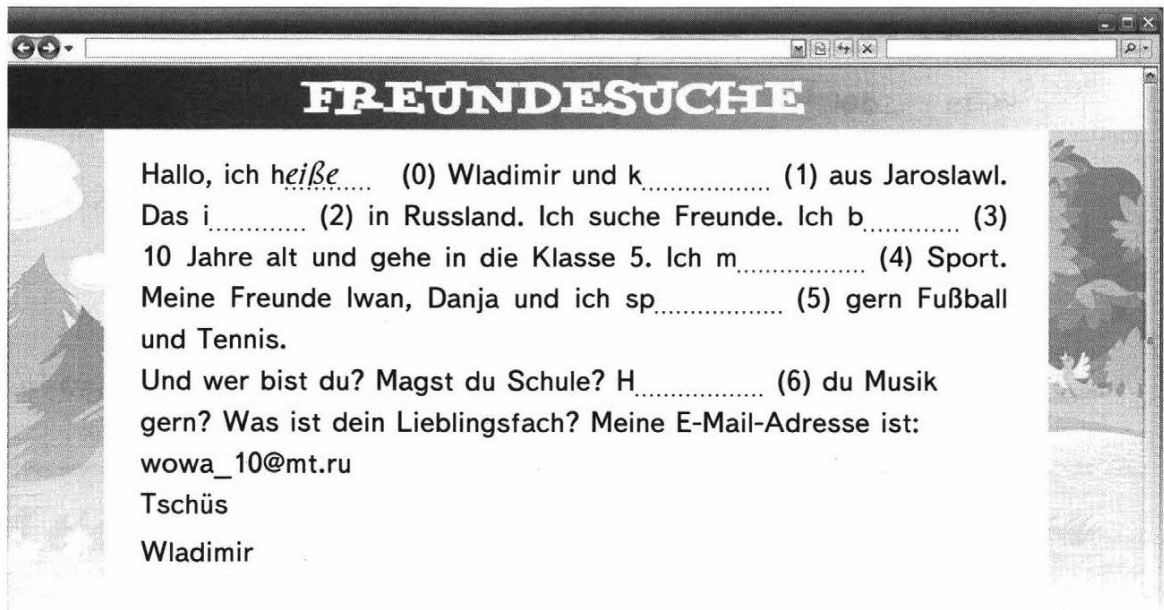 FREUNDESUCHE
Hallo, ich heiße (0) Wladimir und k................ (1) aus Jaroslawl.
Das i............ (2) in Russland. Ich suche Freunde. Ich b............ (3)
10 Jahre alt und gehe in die Klasse 5. Ich m................ (4) Sport.
Meine Freunde Iwan, Danja und ich sp................ (5) gern Fußball
und Tennis.
Und wer bist du? Magst du Schule? H................ (6) du Musik
gern? Was ist dein Lieblingsfach? Meine E-Mail-Adresse ist:
wowa_10@mt.ru
Tschüs
Wladimir